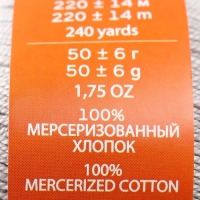 220 ± 14 м
220 ± 14 m
240 yards
50 ± 6 г
50 ± 6 g
1,75 OZ
100%
МЕРСЕРИЗОВАННЫЙ
ХЛОПОК
100%
MERCERIZED COTTON